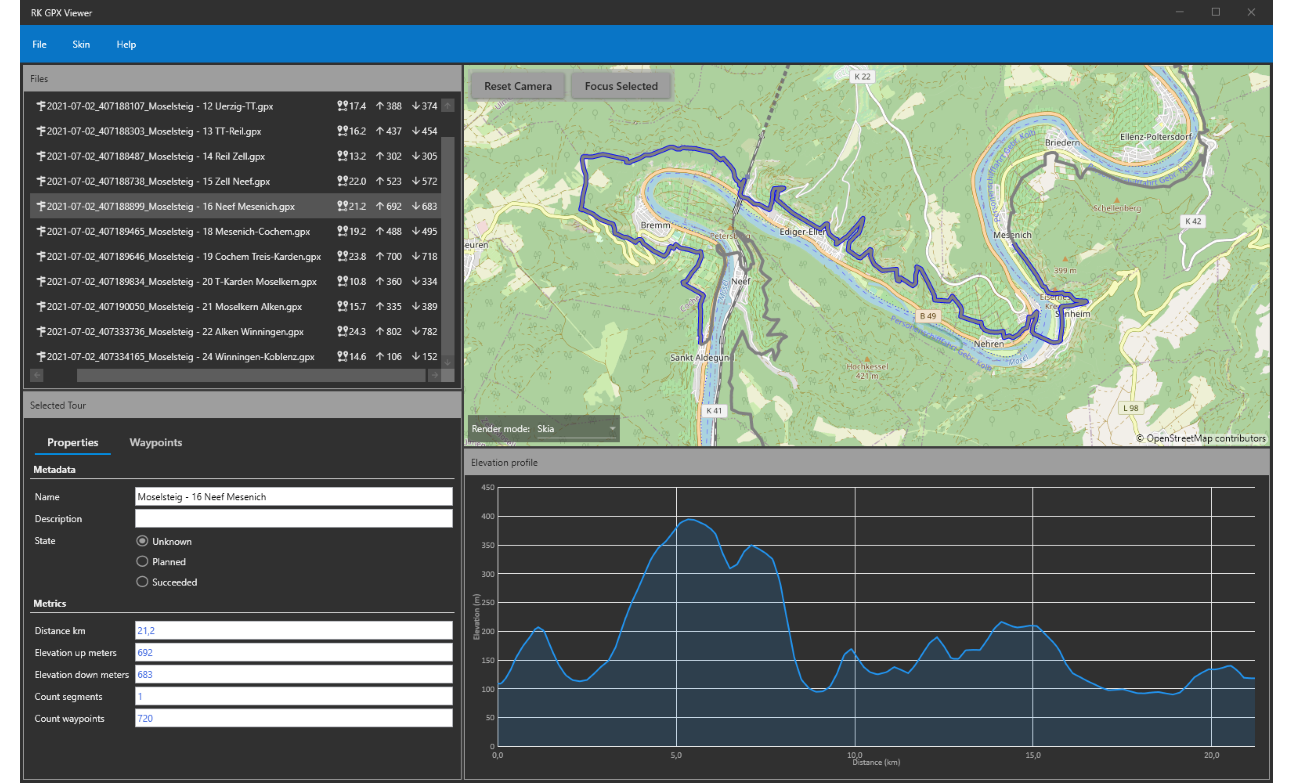 RK GPX Viewer
File Skin Help
Files
2021-07-02_407188107_Moselsteig - 12 Uerzig-TT.gpx 17.4 ↑ 388 ↓ 374
2021-07-02_407188303_Moselsteig - 13 TT-Reil.gpx 16.2 ↑ 437 ↓ 454
2021-07-02_407188487_Moselsteig - 14 Reil Zell.gpx 13.2 ↑ 302 ↓ 305
2021-07-02_407188738_Moselsteig - 15 Zell Neef.gpx 22.0 ↑ 523 ↓ 572
2021-07-02_407188899_Moselsteig - 16 Neef Mesenich.gpx 21.2 ↑ 692 ↓ 683
2021-07-02_407189465_Moselsteig - 18 Mesenich-Cochem.gpx 19.2 ↑ 488 ↓ 495
2021-07-02_407189646_Moselsteig - 19 Cochem Treis-Karden.gpx 23.8 ↑ 700 ↓ 718
2021-07-02_407189834_Moselsteig - 20 T-Karden Moselkern.gpx 10.8 ↑ 360 ↓ 334
2021-07-02_407190050_Moselsteig - 21 Moselkern Alken.gpx 15.7 ↑ 335 ↓ 389
2021-07-02_407333736_Moselsteig - 22 Alken Winningen.gpx 24.3 ↑ 802 ↓ 782
2021-07-02_407334165_Moselsteig - 24 Winningen-Koblenz.gpx 14.6 ↑ 106 ↓ 152
Selected Tour
Properties Waypoints
Metadata
Name Moselsteig - 16 Neef Mesenich
Description
State Unknown
Planned
Succeeded
Metrics
Distance km 21,2
Elevation up meters 692
Elevation down meters 683
Count segments 1
Count waypoints 720
Reset Camera Focus Selected
K 22
Ellenz-Poltersdorf
Briedern
Schellenberg
K 42
Bremm
Petersberg
Ediger-Eller
Mesenich
euren
399 m
Neef
B 49
Senheim
Nehren
Personenschiffahrt Gebr. Kolb
Mosel
Sankt Aldegund
Hochkessel
421 m
K 41
L 98
Render mode: Skia
© OpenStreetMap contributors
Elevation profile
Elevation (m)
450
400
350
300
250
200
150
100
50
0
0,0 5,0 10,0 15,0 20,0
Distance (km)